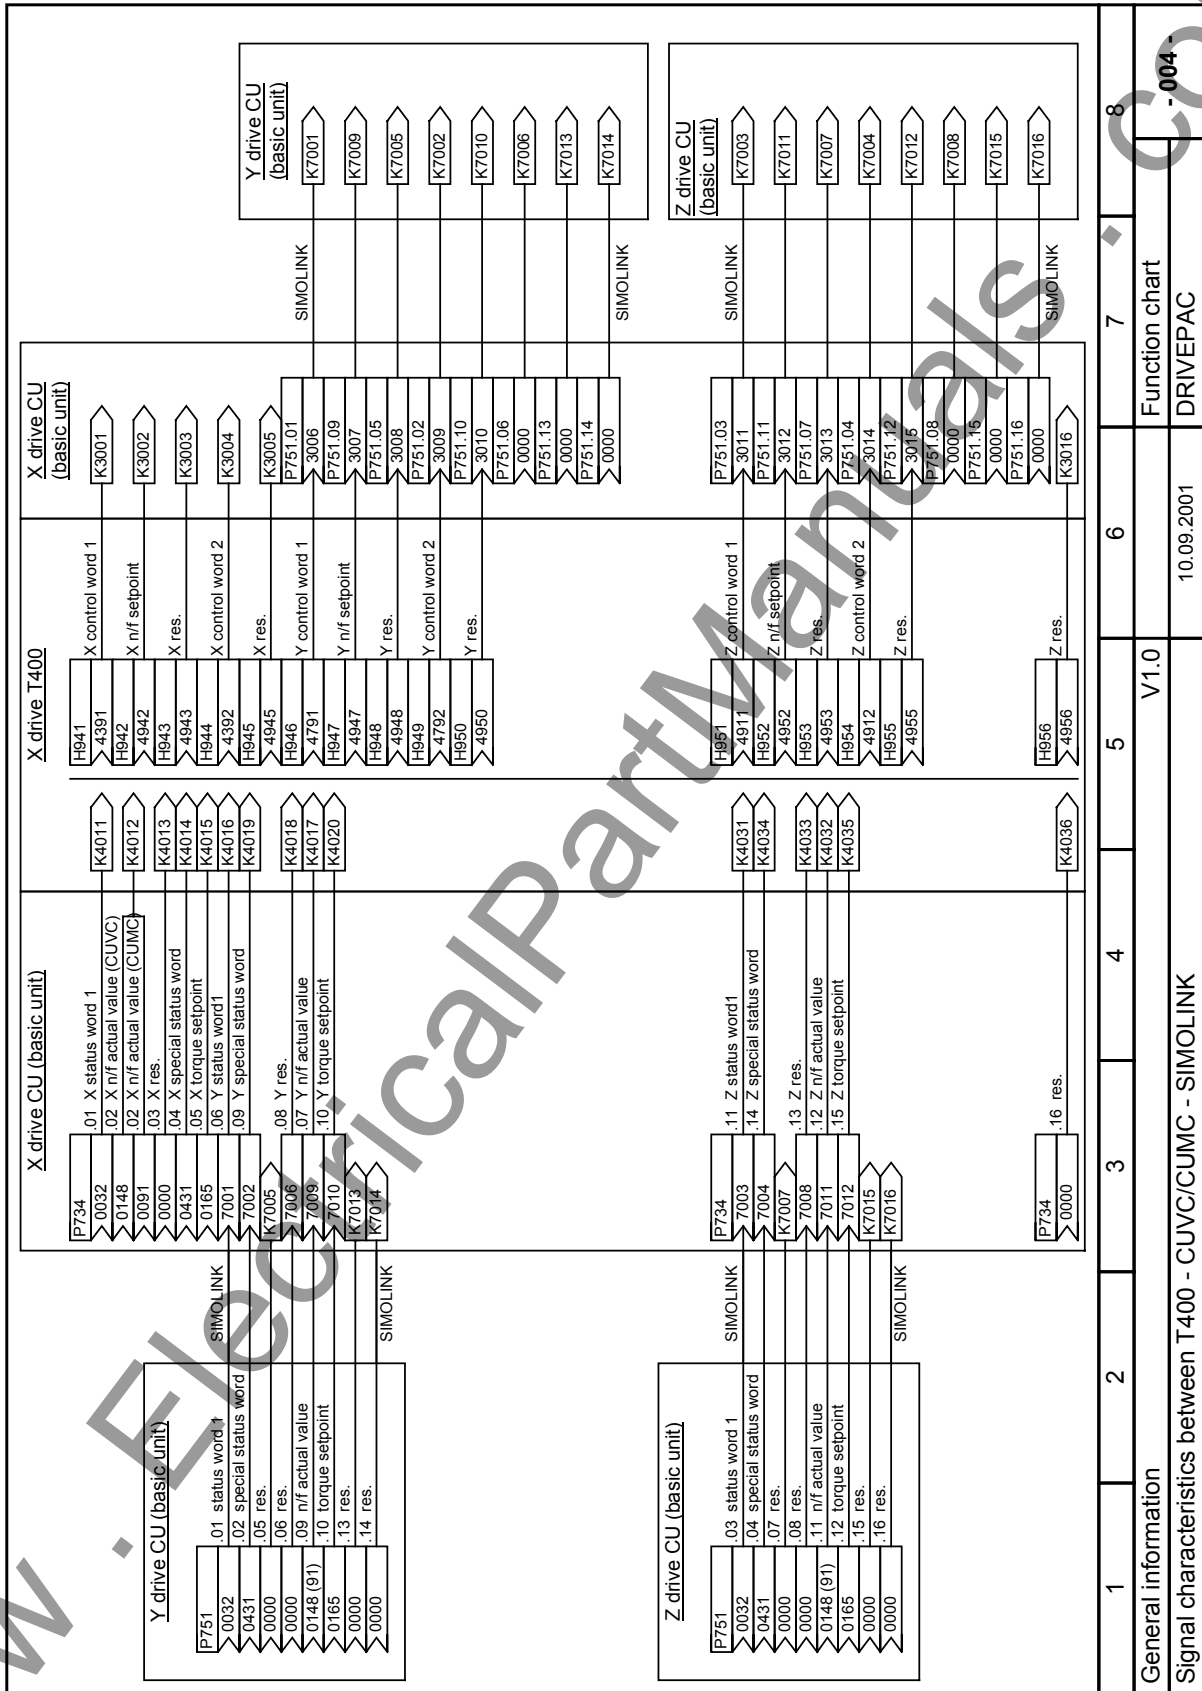 Y drive CU (basic unit)
P751
0032 .01 status word 1
0431 .02 special status word
0000 .05 res.
0000 .06 res.
0148 (91) .09 n/f actual value
0165 .10 torque setpoint
0000 .13 res.
0000 .14 res.
SIMOLINK
SIMOLINK
Z drive CU (basic unit)
P751
0032 .03 status word 1
0431 .04 special status word
0000 .07 res.
0000 .08 res.
0148 (91) .11 n/f actual value
0165 .12 torque setpoint
0000 .15 res.
0000 .16 res.
SIMOLINK
SIMOLINK
X drive CU (basic unit)
P734
0032 .01 X status word 1 K4011
0148 .02 X n/f actual value (CUVC) K4012
0091 .02 X n/f actual value (CUMC)
0000 .03 X res. K4013
0431 .04 X special status word K4014
0165 .05 X torque setpoint K4015
7001 .06 Y status word1 K4016
7002 .09 Y special status word K4019
K7005
7006 .08 Y res. K4018
7009 .07 Y n/f actual value K4017
7010 .10 Y torque setpoint K4020
K7013
K7014
P734
7003 .11 Z status word1 K4031
7004 .14 Z special status word K4034
K7007
7008 .13 Z res. K4033
7011 .12 Z n/f actual value K4032
7012 .15 Z torque setpoint K4035
K7015
K7016
P734
0000 .16 res. K4036
X drive T400
H941
4391 X control word 1
H942
4942 X n/f setpoint
H943
4943 X res.
H944
4392 X control word 2
H945
4945 X res.
H946
4791 Y control word 1
H947
4947 Y n/f setpoint
H948
4948 Y res.
H949
4792 Y control word 2
H950
4950 Y res.
H951
4911 Z control word 1
H952
4952 Z n/f setpoint
H953
4953 Z res.
H954
4912 Z control word 2
H955
4955 Z res.
H956
4956 Z res.
X drive CU
(basic unit)
K3001
K3002
K3003
K3004
K3005
P751.01
3006
P751.09
3007
P751.05
3008
P751.02
3009
P751.10
3010
P751.06
0000
P751.13
0000
P751.14
0000
P751.03
3011
P751.11
3012
P751.07
3013
P751.04
3014
P751.12
3015
P751.08
0000
P751.15
0000
P751.16
0000
K3016
SIMOLINK
SIMOLINK
SIMOLINK
SIMOLINK
Y drive CU
(basic unit)
K7001
K7009
K7005
K7002
K7010
K7006
K7013
K7014
Z drive CU
(basic unit)
K7003
K7011
K7007
K7004
K7012
K7008
K7015
K7016
1 2 3 4 5 6 7 8
General information V1.0 Function chart - 004 -
Signal characteristics between T400 - CUVC/CUMC - SIMOLINK 10.09.2001 DRIVEPAC
w . ElectricalPartManuals . co